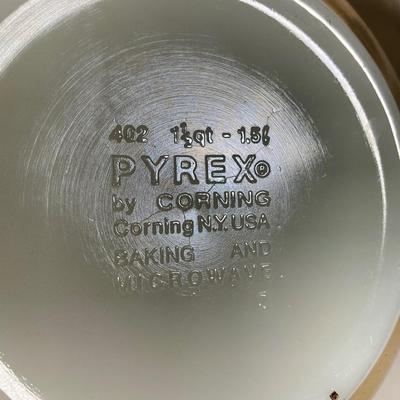 402 1½qt - 1.5ℓ
PYREX®
by CORNING
Corning N.Y. USA
BAKING AND
MICROWAVE